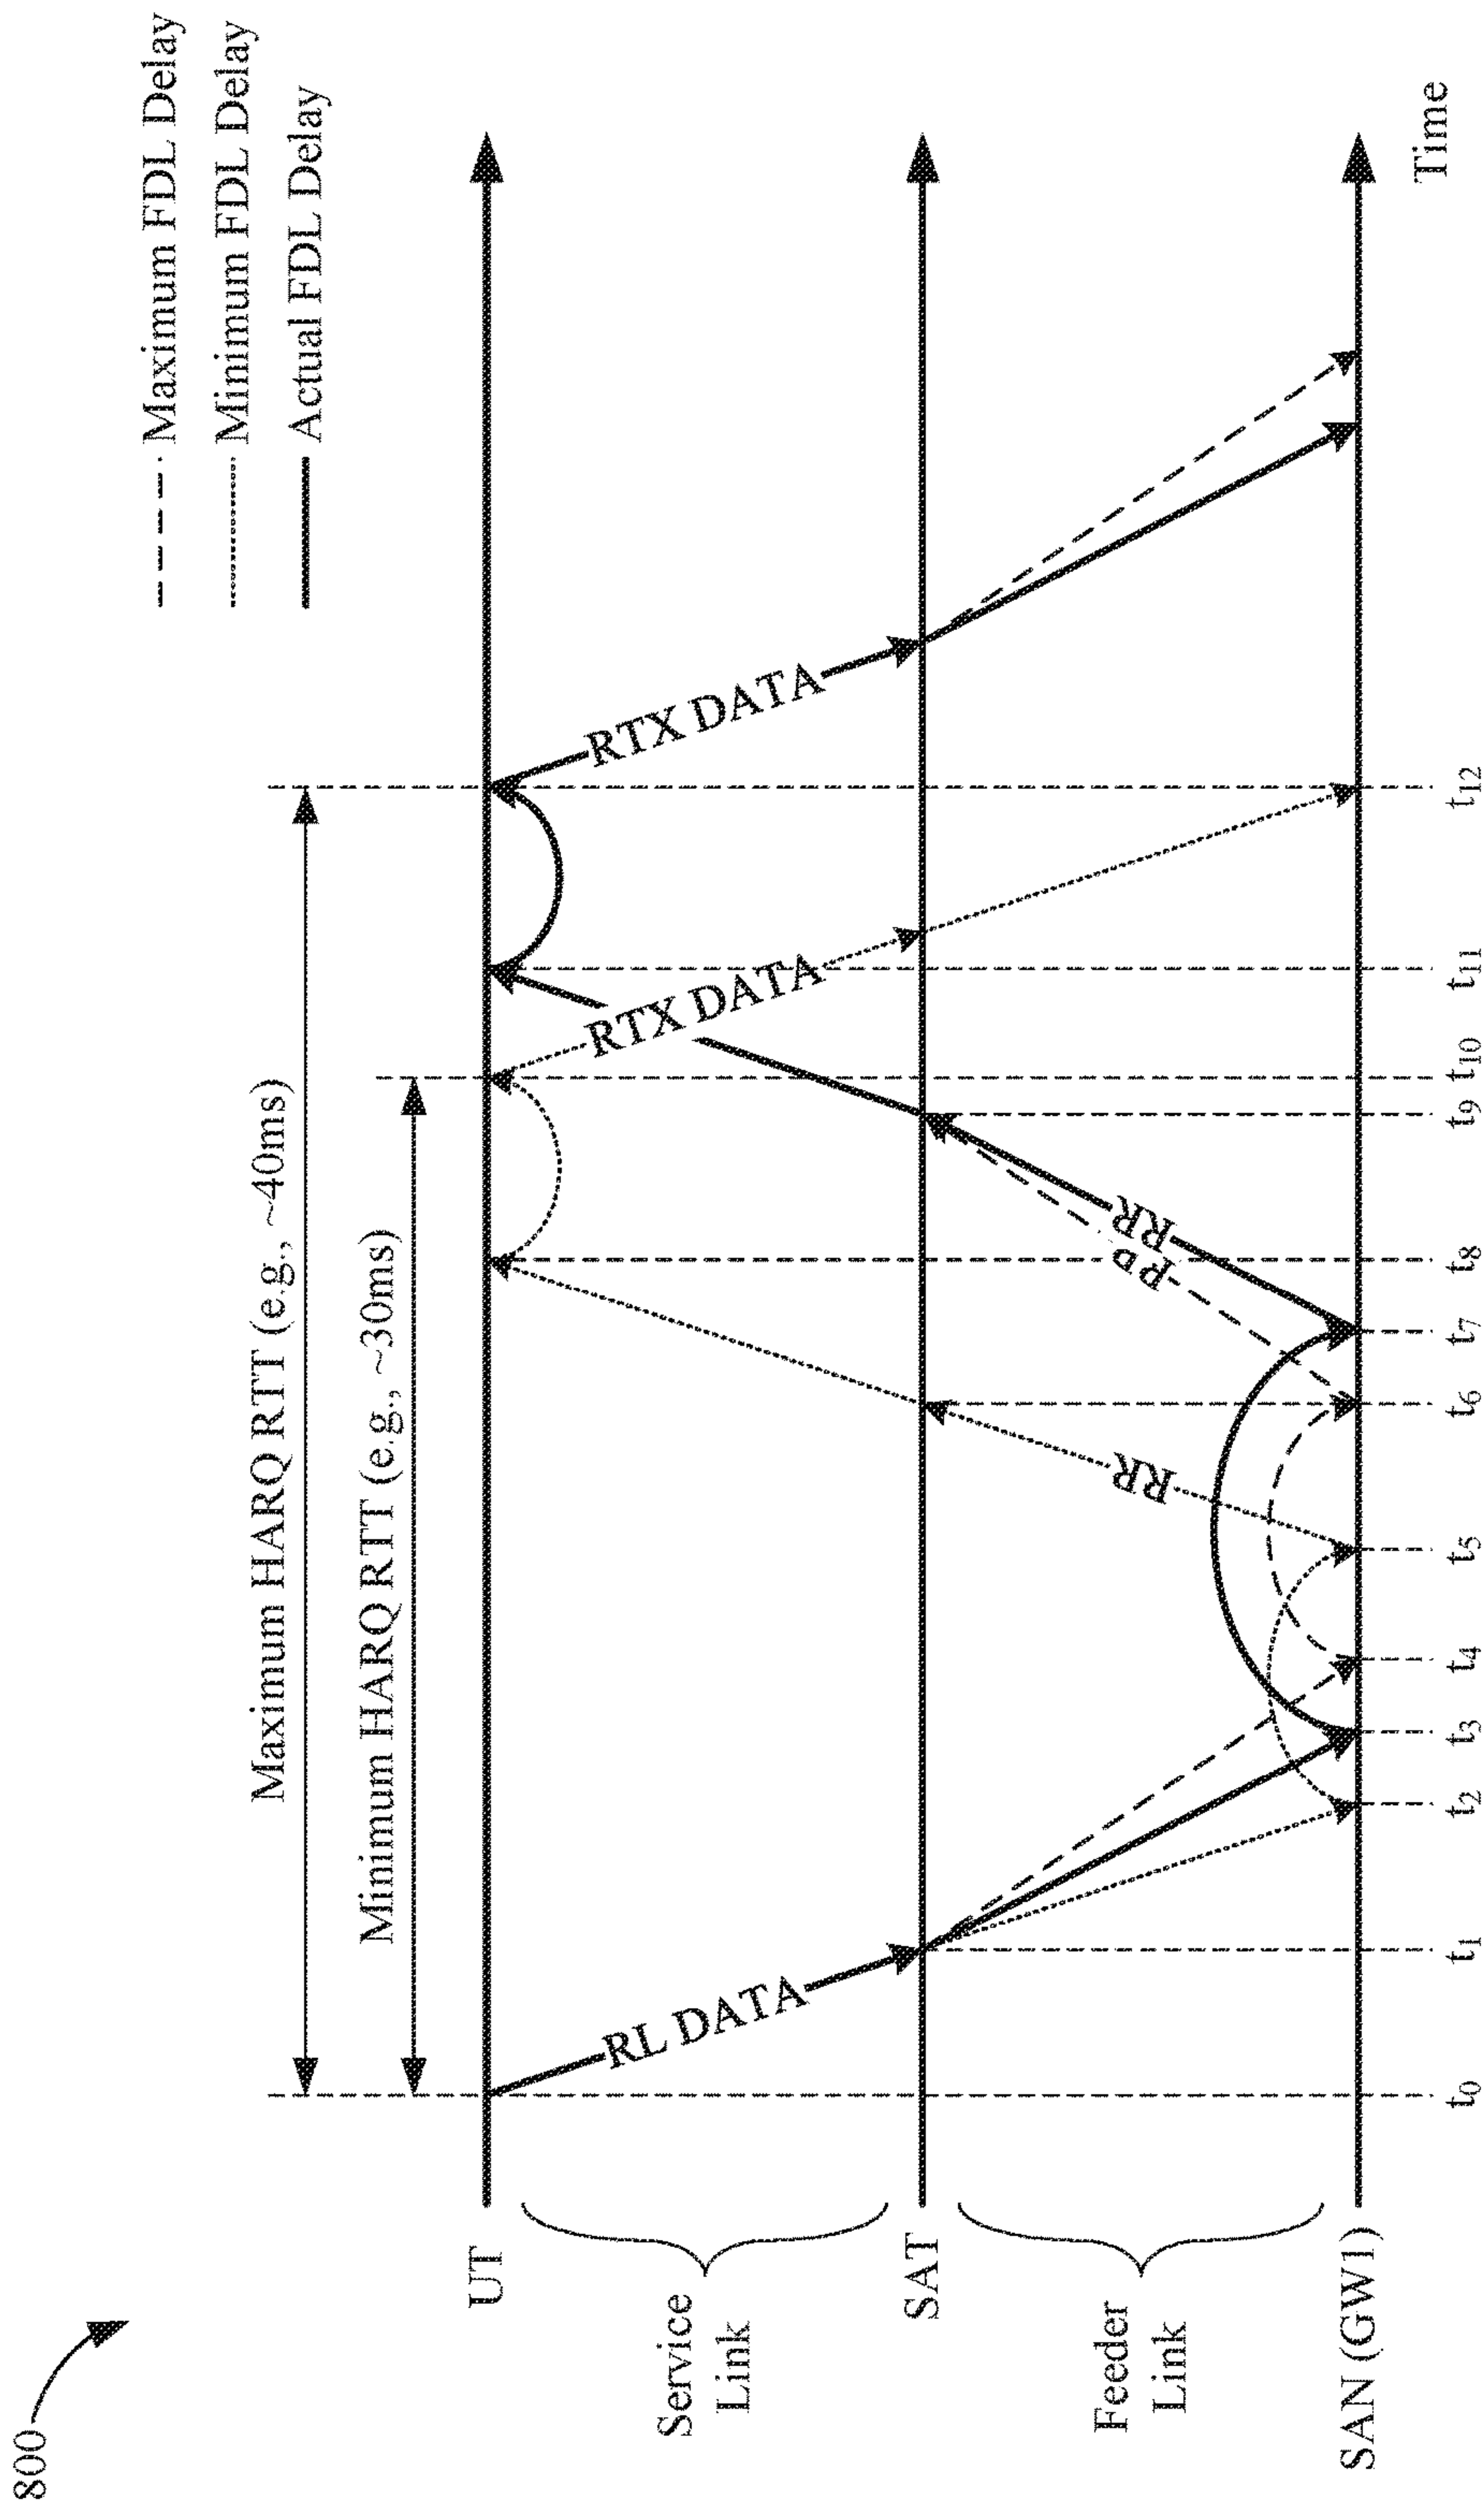 800
Maximum FDL Delay
Minimum FDL Delay
Actual FDL Delay
Maximum HARQ RTT (e.g., ~40ms)
Minimum HARQ RTT (e.g., ~30ms)
UT
Service
Link
RL DATA
RTX DATA
RTX DATA
SAT
Feeder
Link
RR
RR
RR
SAN (GW1)
t0
t1
t2
t3
t4
t5
t6
t7
t8
t9
t10
t11
t12
Time